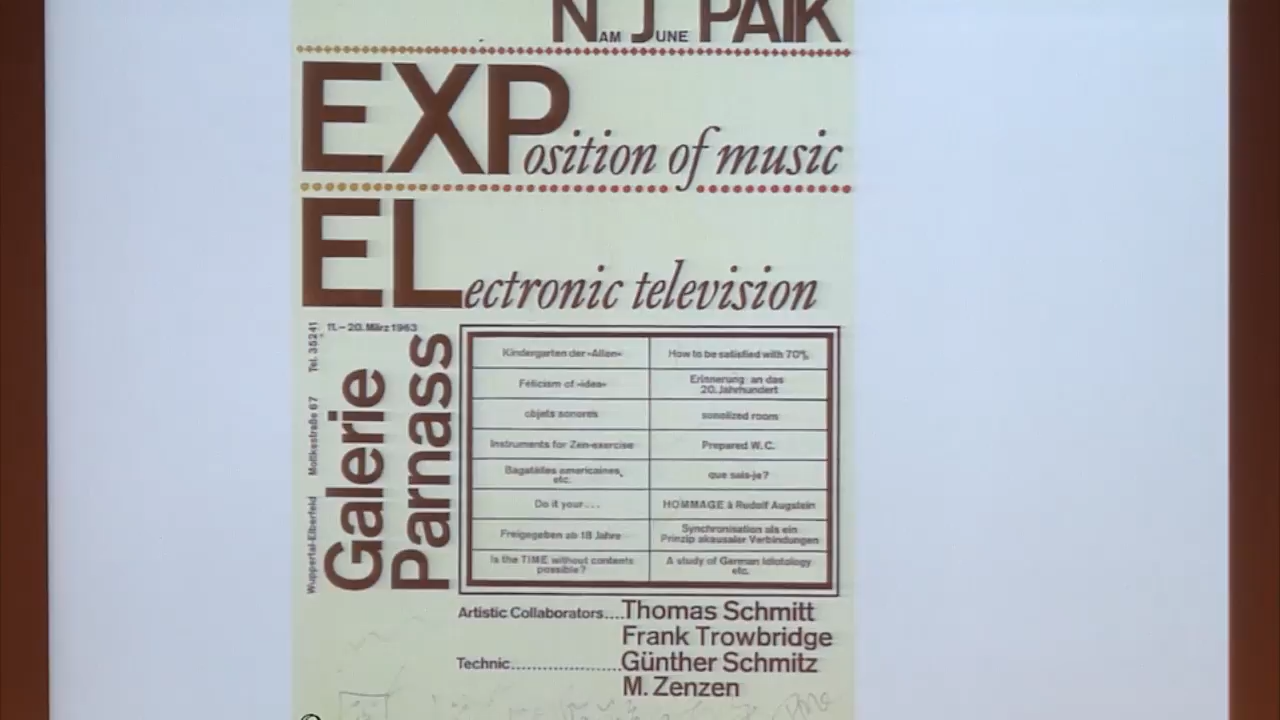 NAM JUNE PAIK
EXPosition of music
ELectronic television
11.–20. März 1963
Wuppertal-Elberfeld Moltkestraße 67 Tel. 35241
Galerie
Parnass
Kindergarten der «Alten» How to be satisfied with 70%
Féticism of «idea» Erinnerung an das
20. Jahrhundert
objets sonores sonolized room
Instruments for Zen-exercise Prepared W. C.
Bagatelles americaines, que sais-je?
etc.
Do it your . . . HOMMAGE à Rudolf Augstein
Freigegeben ab 18 Jahre Synchronisation als ein
Prinzip akausaler Verbindungen
Is the TIME without contents A study of German Idiotology
possible? etc.
Artistic Collaborators....Thomas Schmitt
Frank Trowbridge
Technic......................Günther Schmitz
M. Zenzen